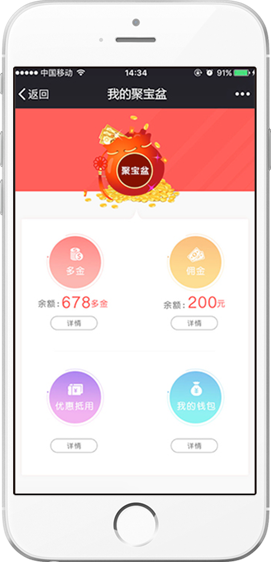 中国移动 14:34 91%
返回 我的聚宝盆
聚宝盆
多金 佣金
余额：678多金 余额：200元
详情 详情
优惠抵用 我的钱包
详情 详情